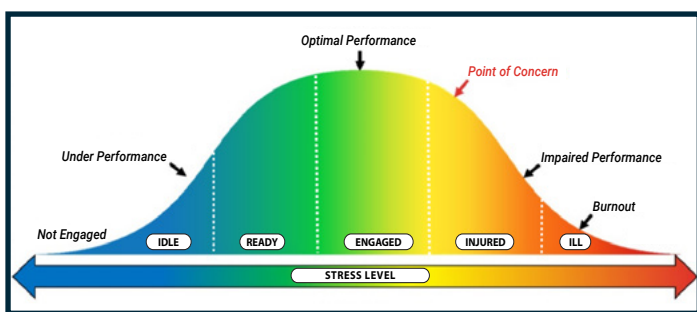 Optimal Performance
Point of Concern
Under Performance
Impaired Performance
Burnout
Not Engaged
IDLE
READY
ENGAGED
INJURED
ILL
STRESS LEVEL